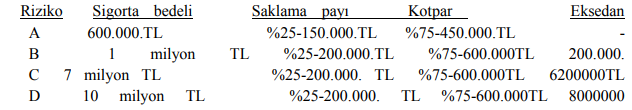 Riziko Sigorta bedeli Saklama payı Kotpar Eksedan
A 600.000.TL %25-150.000.TL %75-450.000.TL -
B 1 milyon TL %25-200.000.TL %75-600.000TL 200.000.
C 7 milyon TL %25-200.000. TL %75-600.000TL 6200000TL
D 10 milyon TL %25-200.000. TL %75-600.000TL 8000000